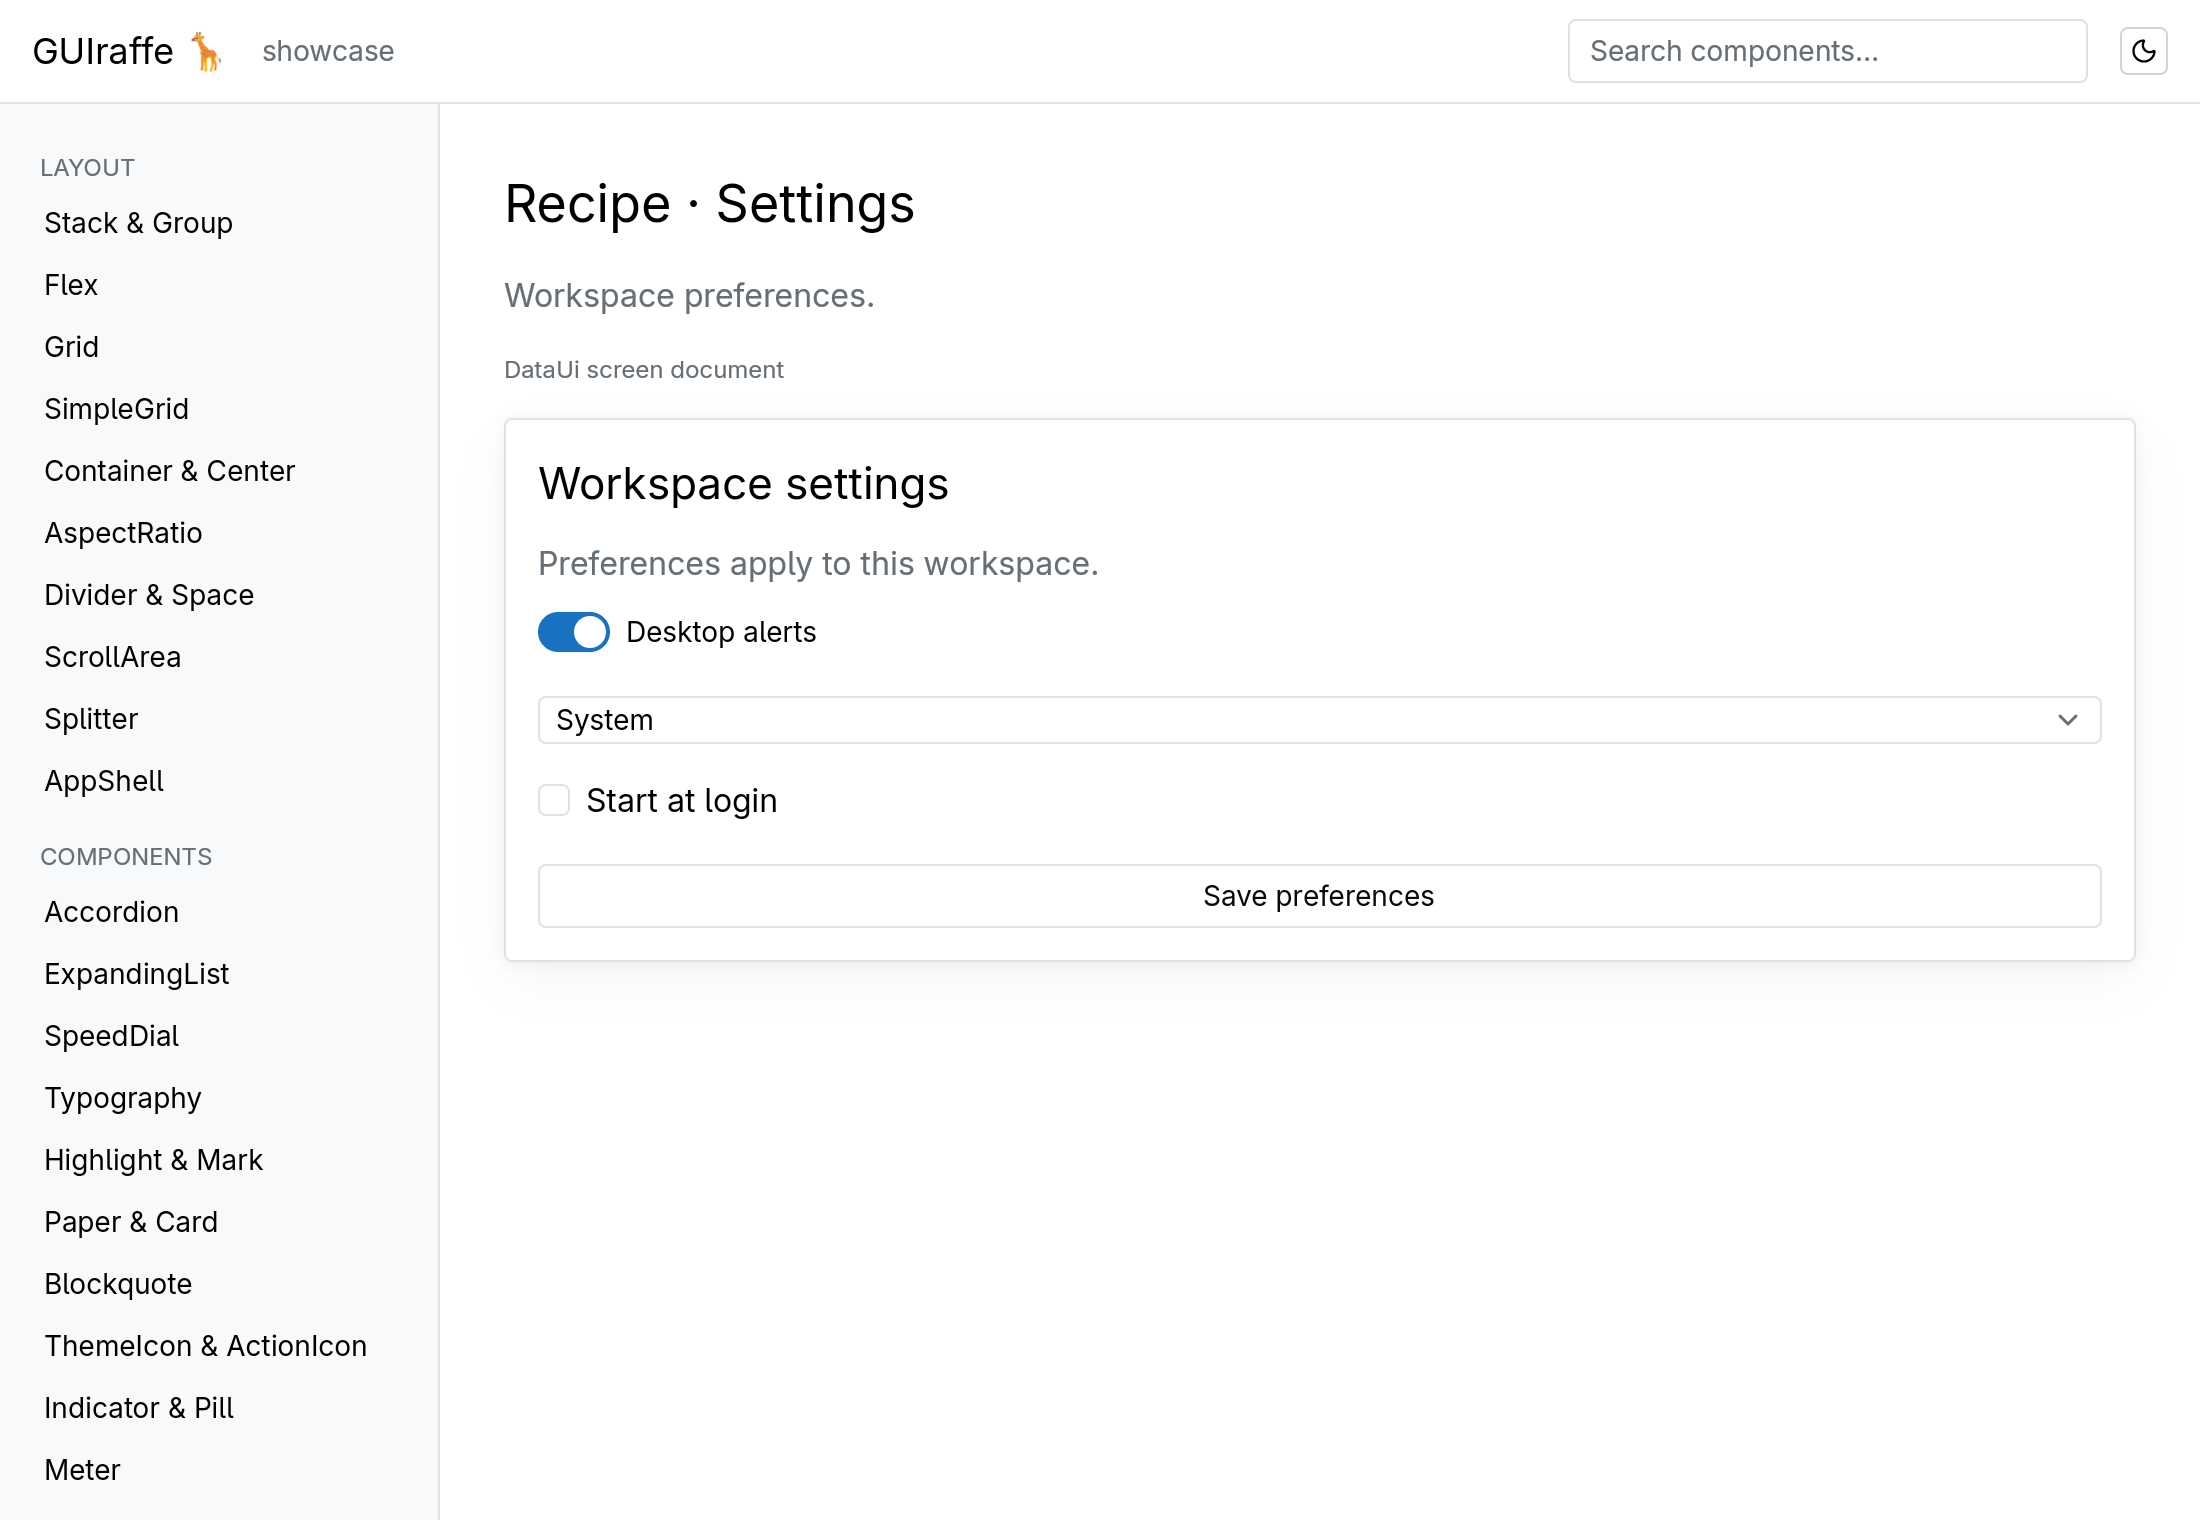 GUIraffe 🦒 showcase
Search components...
LAYOUT
Stack & Group
Flex
Grid
SimpleGrid
Container & Center
AspectRatio
Divider & Space
ScrollArea
Splitter
AppShell
COMPONENTS
Accordion
ExpandingList
SpeedDial
Typography
Highlight & Mark
Paper & Card
Blockquote
ThemeIcon & ActionIcon
Indicator & Pill
Meter
Recipe · Settings
Workspace preferences.
DataUi screen document
Workspace settings
Preferences apply to this workspace.
Desktop alerts
System
Start at login
Save preferences